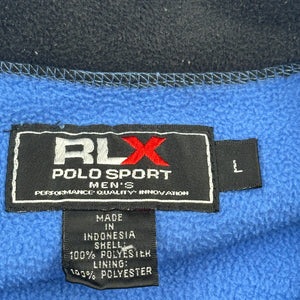 RLX
POLO SPORT
MEN'S
PERFORMANCE· QUALITY· INNOVATION
L
MADE
IN
INDONESIA
SHELL:
100% POLYESTER
LINING:
100% POLYESTER